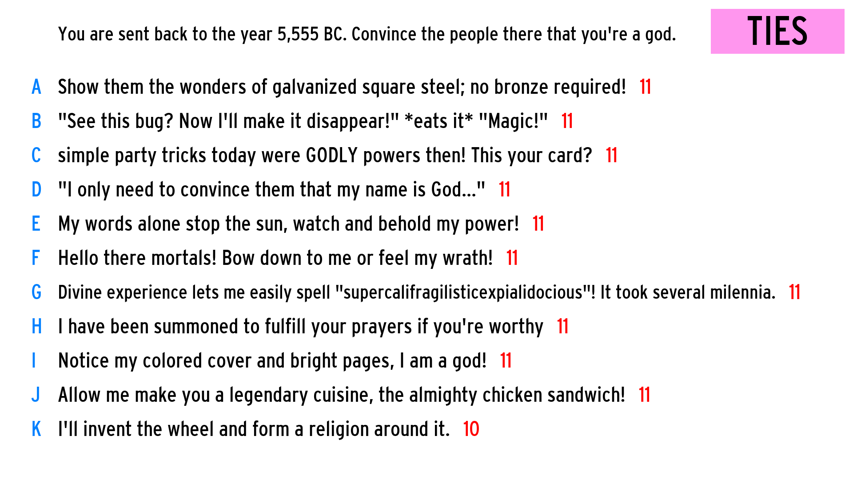 You are sent back to the year 5,555 BC. Convince the people there that you're a god.
TIES
A Show them the wonders of galvanized square steel; no bronze required! 11
B "See this bug? Now I'll make it disappear!" *eats it* "Magic!" 11
C simple party tricks today were GODLY powers then! This your card? 11
D "I only need to convince them that my name is God..." 11
E My words alone stop the sun, watch and behold my power! 11
F Hello there mortals! Bow down to me or feel my wrath! 11
G Divine experience lets me easily spell "supercalifragilisticexpialidocious"! It took several milennia. 11
H I have been summoned to fulfill your prayers if you're worthy 11
I Notice my colored cover and bright pages, I am a god! 11
J Allow me make you a legendary cuisine, the almighty chicken sandwich! 11
K I'll invent the wheel and form a religion around it. 10